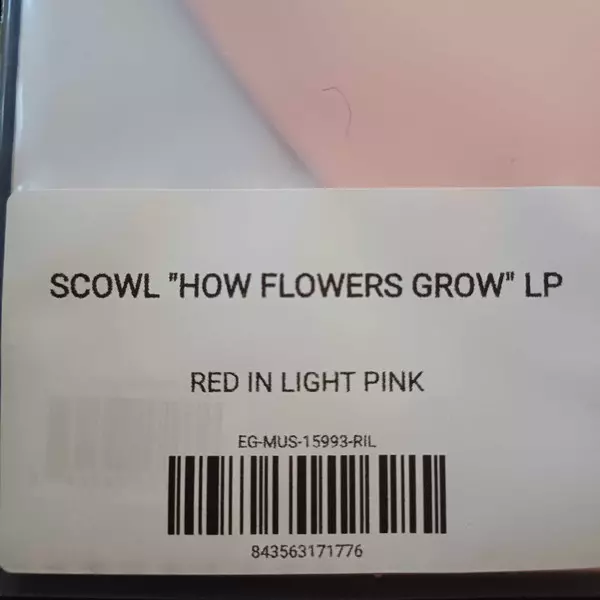 SCOWL "HOW FLOWERS GROW" LP
RED IN LIGHT PINK
EG-MUS-15993-RIL
843563171776